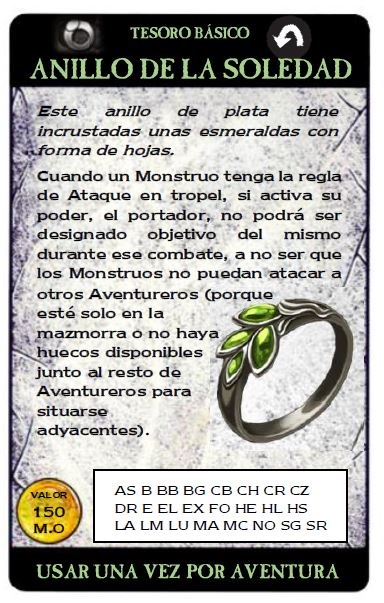 TESORO BÁSICO
ANILLO DE LA SOLEDAD
Este anillo de plata tiene
incrustadas unas esmeraldas con
forma de hojas.
Cuando un Monstruo tenga la regla
de Ataque en tropel, si activa su
poder, el portador, no podrá ser
designado objetivo del mismo
durante ese combate, a no ser que
los Monstruos no puedan atacar a
otros Aventureros (porque
esté solo en la
mazmorra o no haya
huecos disponibles
junto al resto de
Aventureros para
situarse
adyacentes).
VALOR
150
M.O
AS B BB BG CB CH CR CZ
DR E EL EX FO HE HL HS
LA LM LU MA MC NO SG SR
USAR UNA VEZ POR AVENTURA